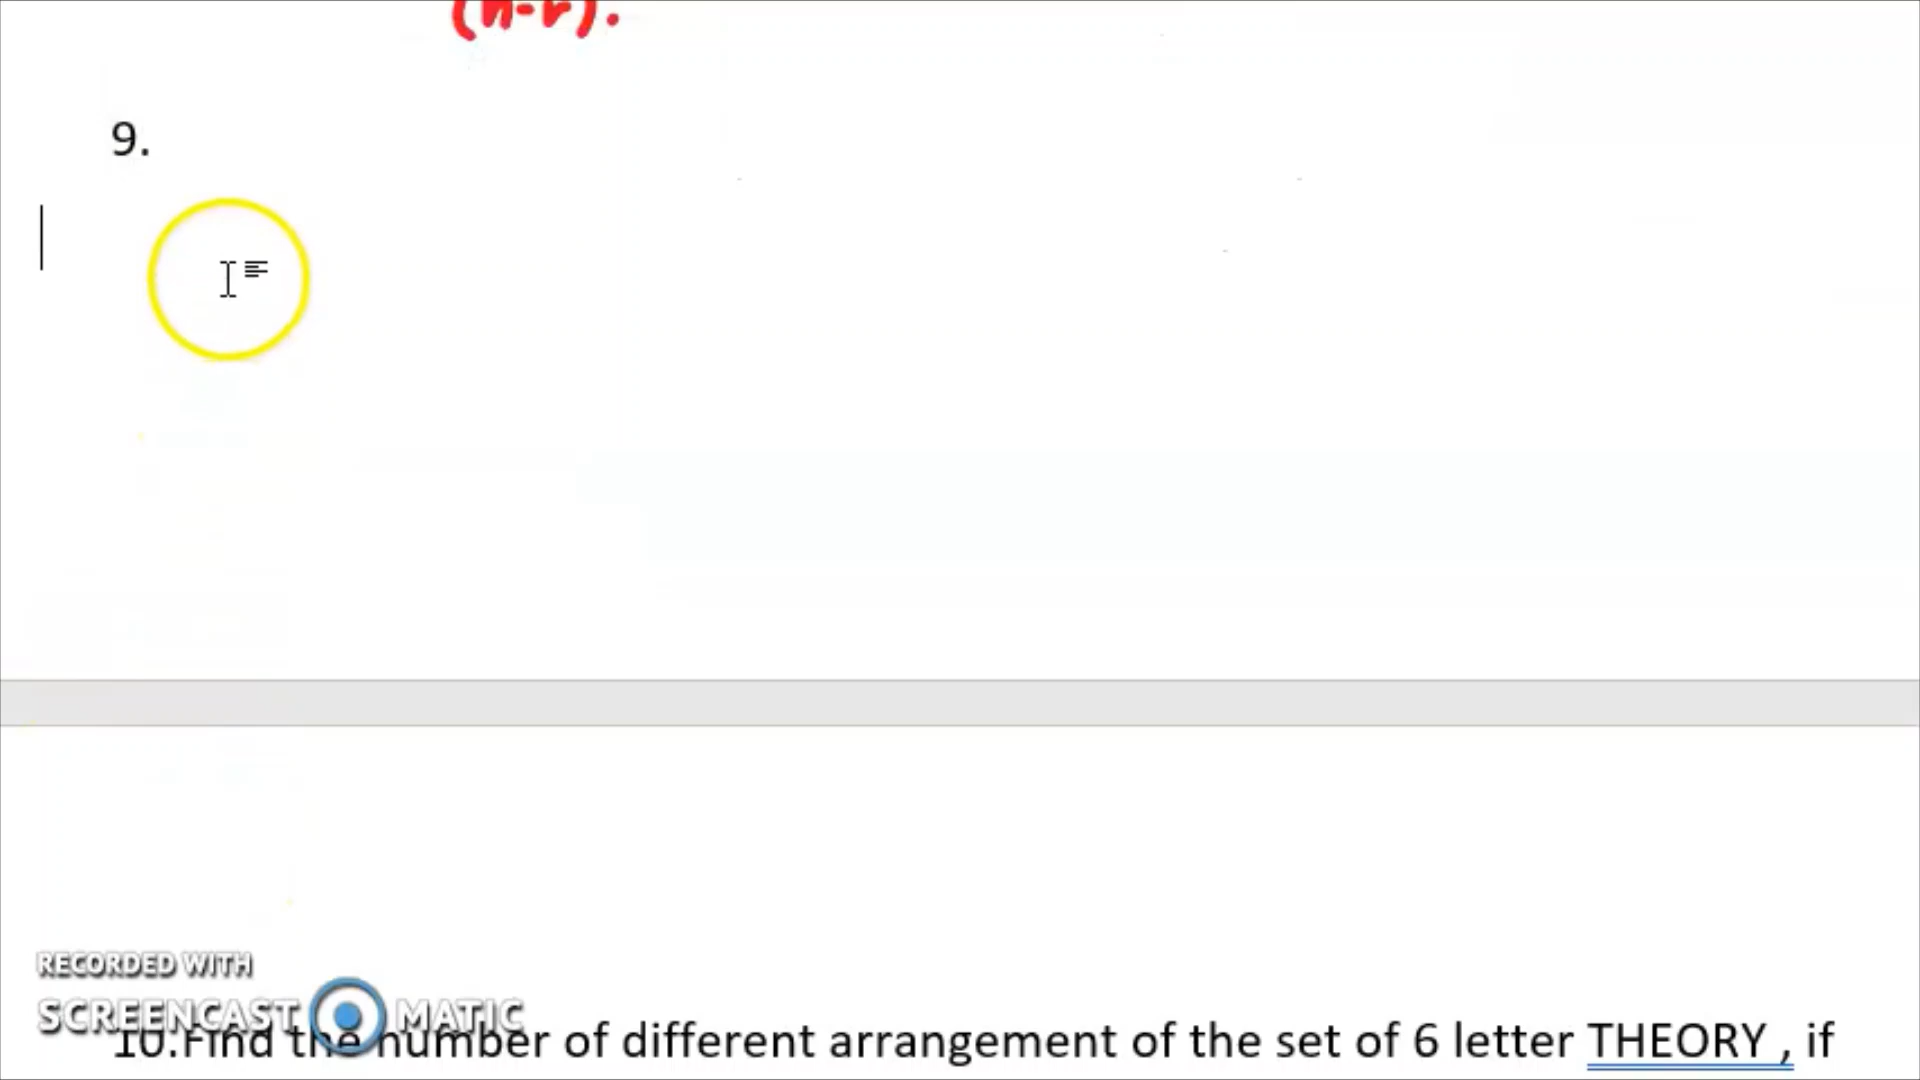 (n-r).
9.
RECORDED WITH
SCREENCAST MATIC
10.Find the number of different arrangement of the set of 6 letter THEORY , if